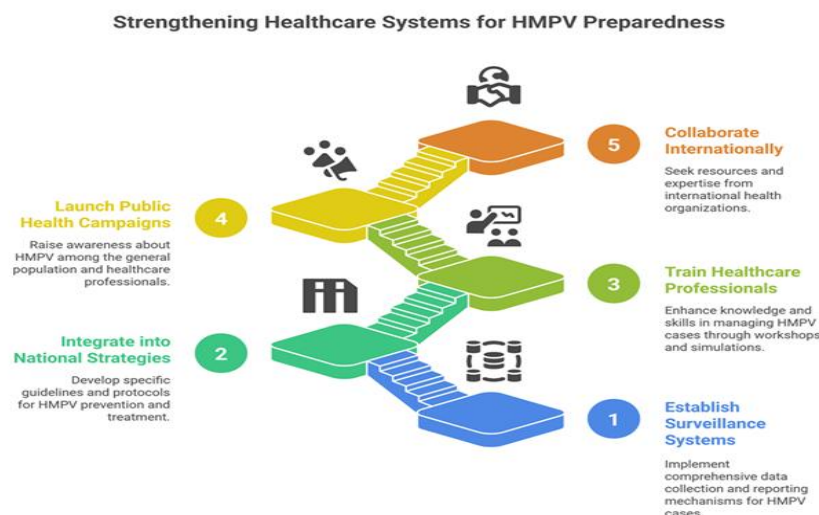 Strengthening Healthcare Systems for HMPV Preparedness
5
Collaborate
Internationally
Seek resources and
expertise from
international health
organizations.
Launch Public
Health Campaigns
4
Raise awareness about
HMPV among the general
population and healthcare
professionals.
3
Train Healthcare
Professionals
Enhance knowledge and
skills in managing HMPV
cases through workshops
and simulations.
Integrate into
National Strategies
2
Develop specific
guidelines and protocols
for HMPV prevention and
treatment.
1
Establish
Surveillance
Systems
Implement
comprehensive data
collection and reporting
mechanisms for HMPV
cases.